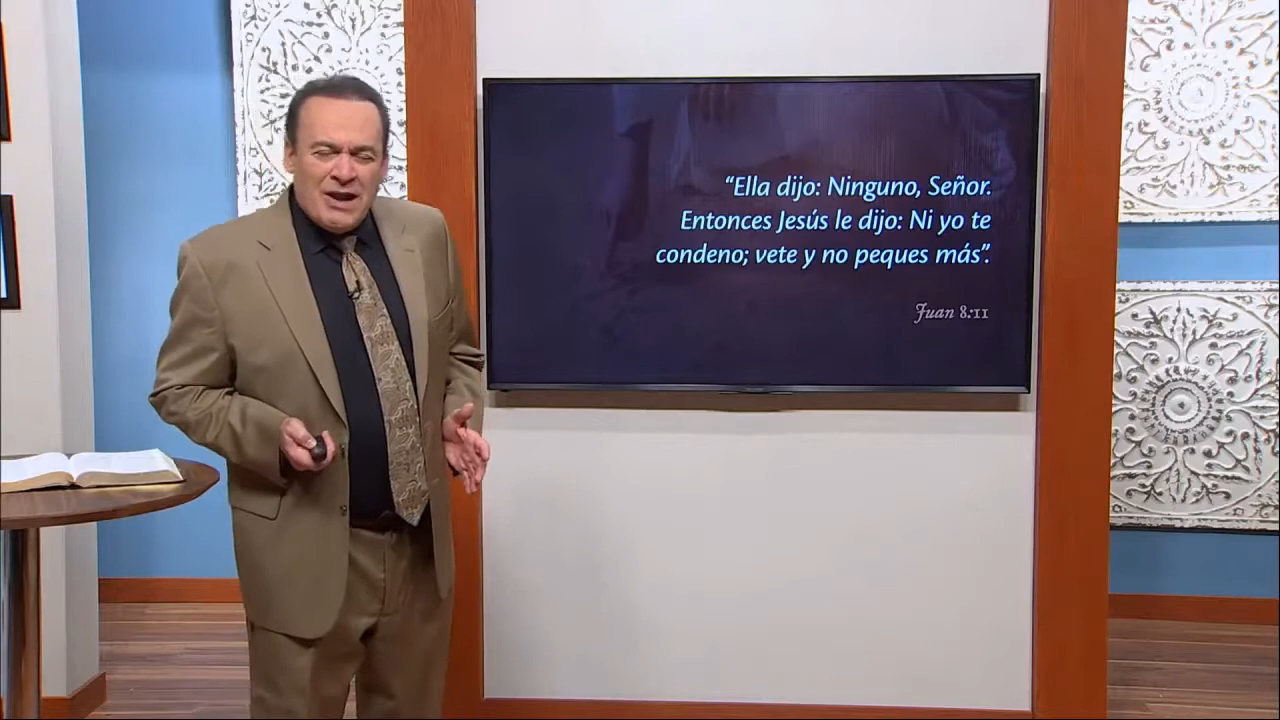 “Ella dijo: Ninguno, Señor.
Entonces Jesús le dijo: Ni yo te
condeno; vete y no peques más”.
Juan 8:11